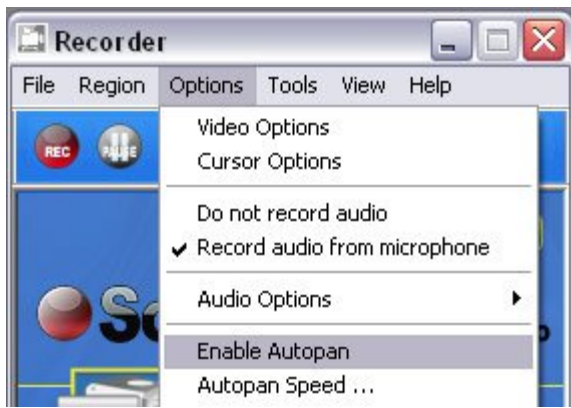 Recorder
File Region Options Tools View Help
REC PAUSE
Video Options
Cursor Options
Do not record audio
Record audio from microphone
Audio Options
Enable Autopan
Autopan Speed ...